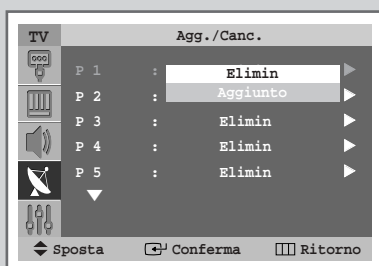 TV Agg./Canc.
P 1 : Elimin
P 2 : Aggiunto
P 3 : Elimin
P 4 : Elimin
P 5 : Elimin
Sposta Conferma Ritorno